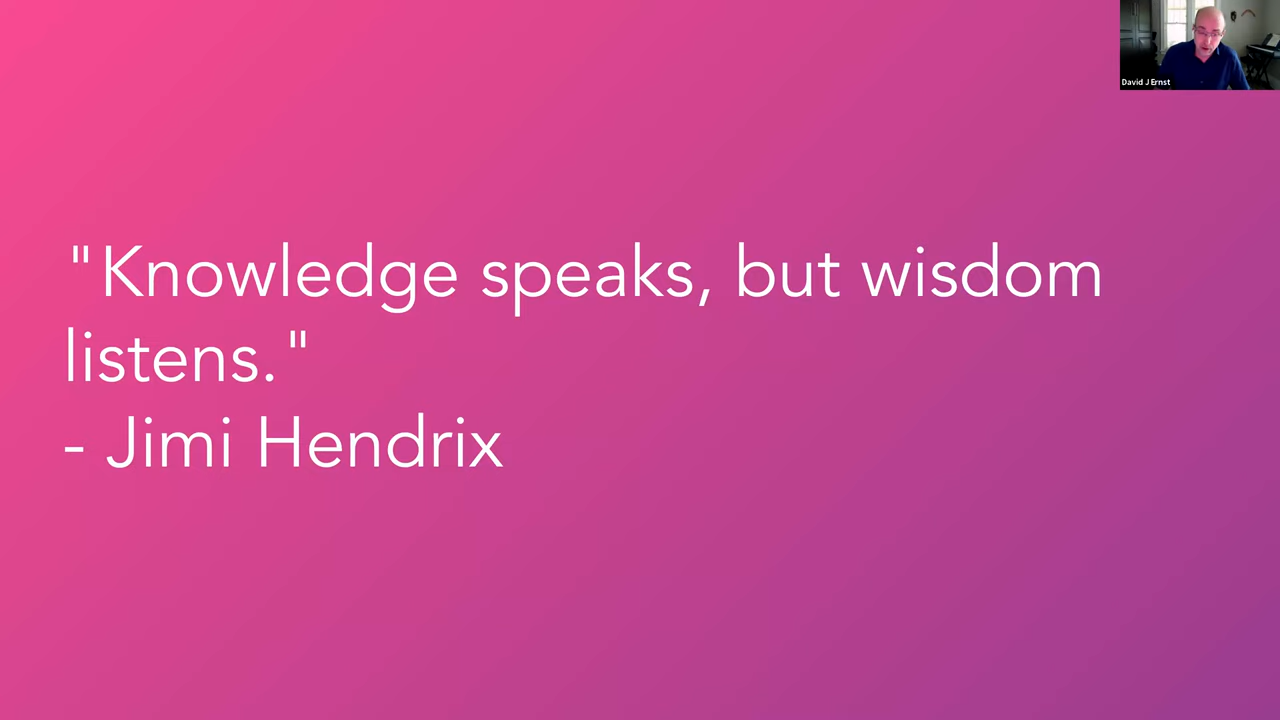 David J Ernst
"Knowledge speaks, but wisdom
listens."
- Jimi Hendrix